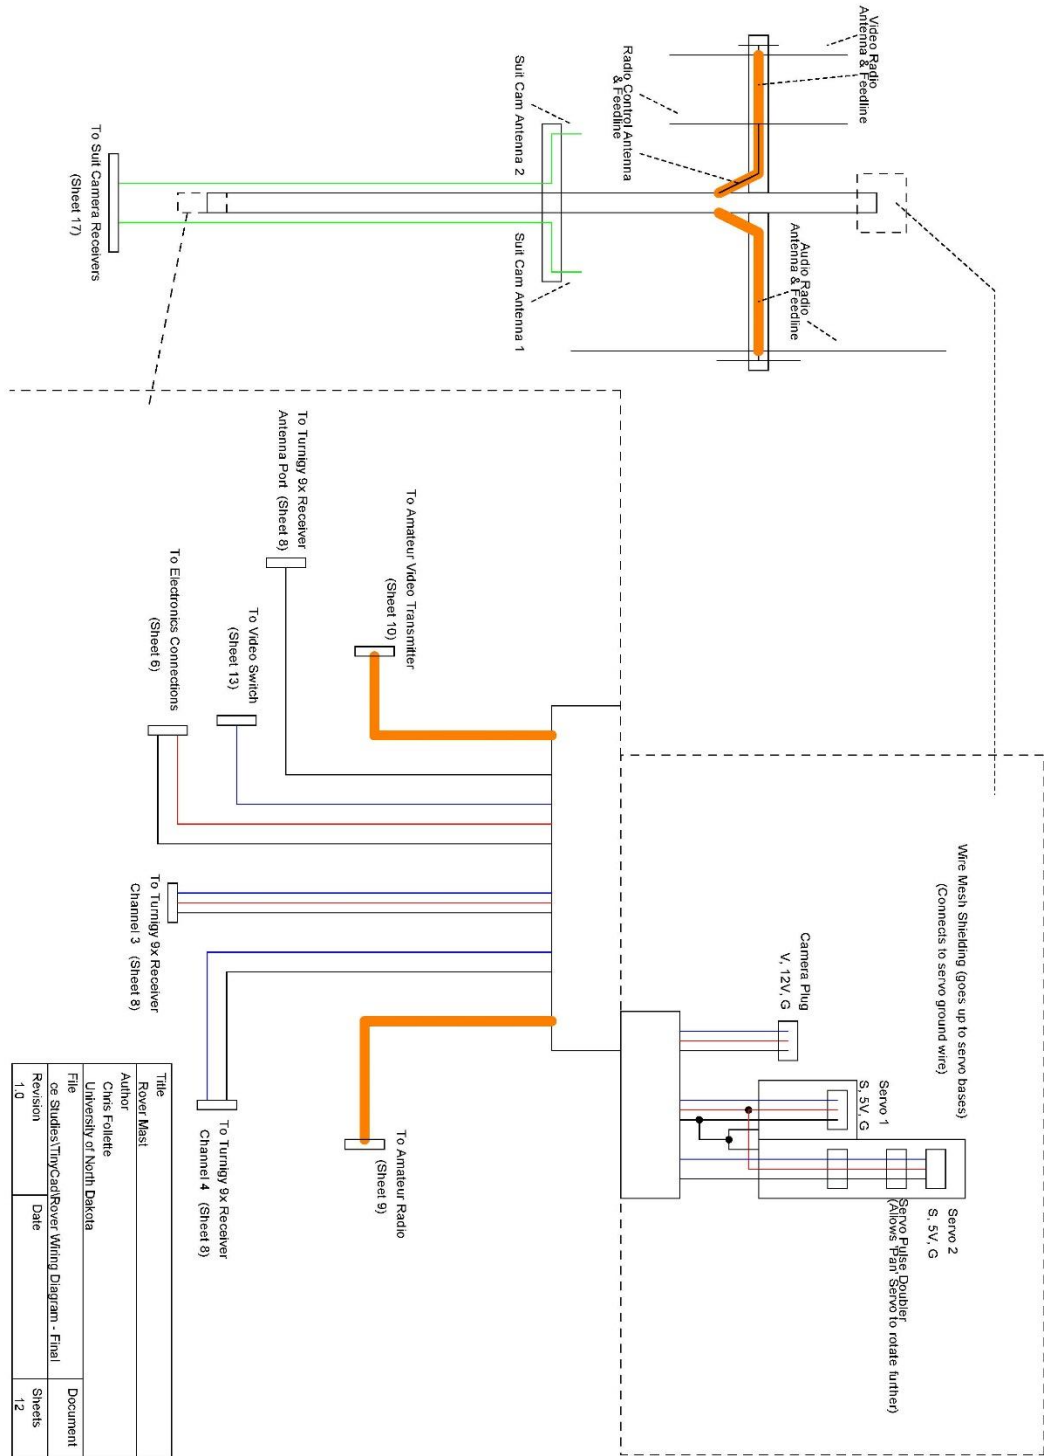 Video Radio
Antenna & Feedline
Radio Control Antenna
& Feedline
Suit Cam Antenna 2
To Suit Camera Receivers
(Sheet 17)
Suit Cam Antenna 1
Audio Radio
Antenna & Feedline
To Turnigy 9x Receiver
Antenna Port (Sheet 8)
To Amateur Video Transmitter
(Sheet 10)
To Electronics Connections
(Sheet 6)
To Video Switch
(Sheet 13)
Wire Mesh Shielding (goes up to servo bases)
(Connects to servo ground wire)
Camera Plug
V, 12V, G
Servo 1
S, 5V, G
Servo 2
S, 5V, G
Servo Pulse Doubler
(Allows 'Pan' Servo to rotate further)
To Turnigy 9x Receiver
Channel 3 (Sheet 8)
To Turnigy 9x Receiver
Channel 4 (Sheet 8)
To Amateur Radio
(Sheet 9)
Title
Rover Mast
Author
Chris Follette
University of North Dakota
File
ce Studies\TinyCad\Rover Wiring Diagram - Final
Document
Revision
1.0
Date
Sheets
12